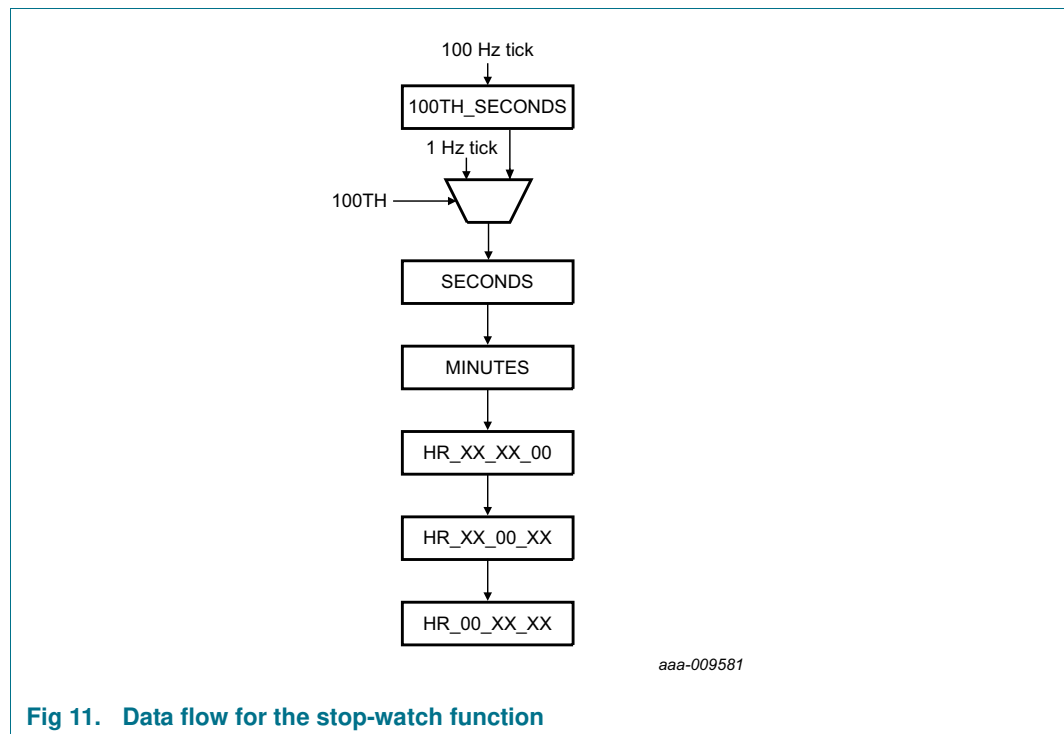 100 Hz tick
100TH_SECONDS
1 Hz tick
100TH
SECONDS
MINUTES
HR_XX_XX_00
HR_XX_00_XX
HR_00_XX_XX
aaa-009581
Fig 11. Data flow for the stop-watch function